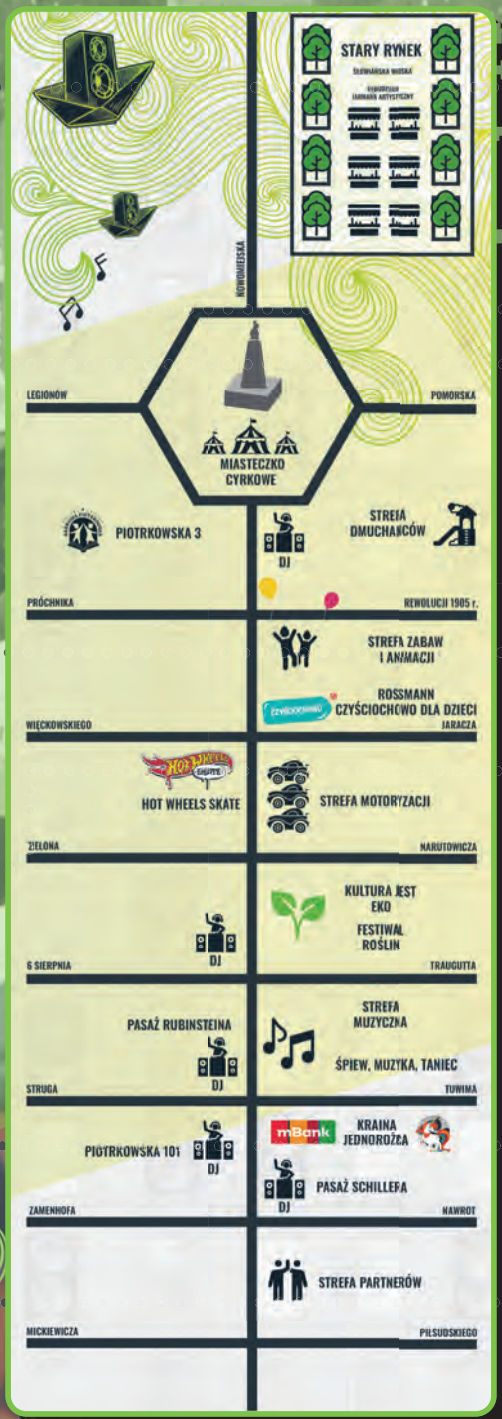 STARY RYNEK
SŁOWIAŃSKA WIOSKA
JARMARK ARTYSTYCZNY
NOWOMIEJSKA
LEGIONÓW
POMORSKA
MIASTECZKO
CYRKOWE
PIOTRKOWSKA 3
DJ
STREFA
DMUCHAŃCÓW
PRÓCHNIKA
REWOLUCJI 1905 r.
STREFA ZABAW
I ANIMACJI
CZYŚCIOCHOWO
ROSSMANN
CZYŚCIOCHOWO DLA DZIECI
WIĘCKOWSKIEGO
JARACZA
HOT WHEELS
SKATE
HOT WHEELS SKATE
STREFA MOTORYZACJI
ZIELONA
NARUTOWICZA
KULTURA JEST
EKO
FESTIWAL
ROŚLIN
DJ
6 SIERPNIA
TRAUGUTTA
PASAŻ RUBINSTEINA
DJ
STREFA
MUZYCZNA
ŚPIEW, MUZYKA, TANIEC
STRUGA
TUWIMA
PIOTRKOWSKA 101
DJ
mBank
KRAINA
JEDNOROŻCA
DJ
PASAŻ SCHILLERA
ZAMENHOFA
NAWROT
STREFA PARTNERÓW
MICKIEWICZA
PIŁSUDSKIEGO